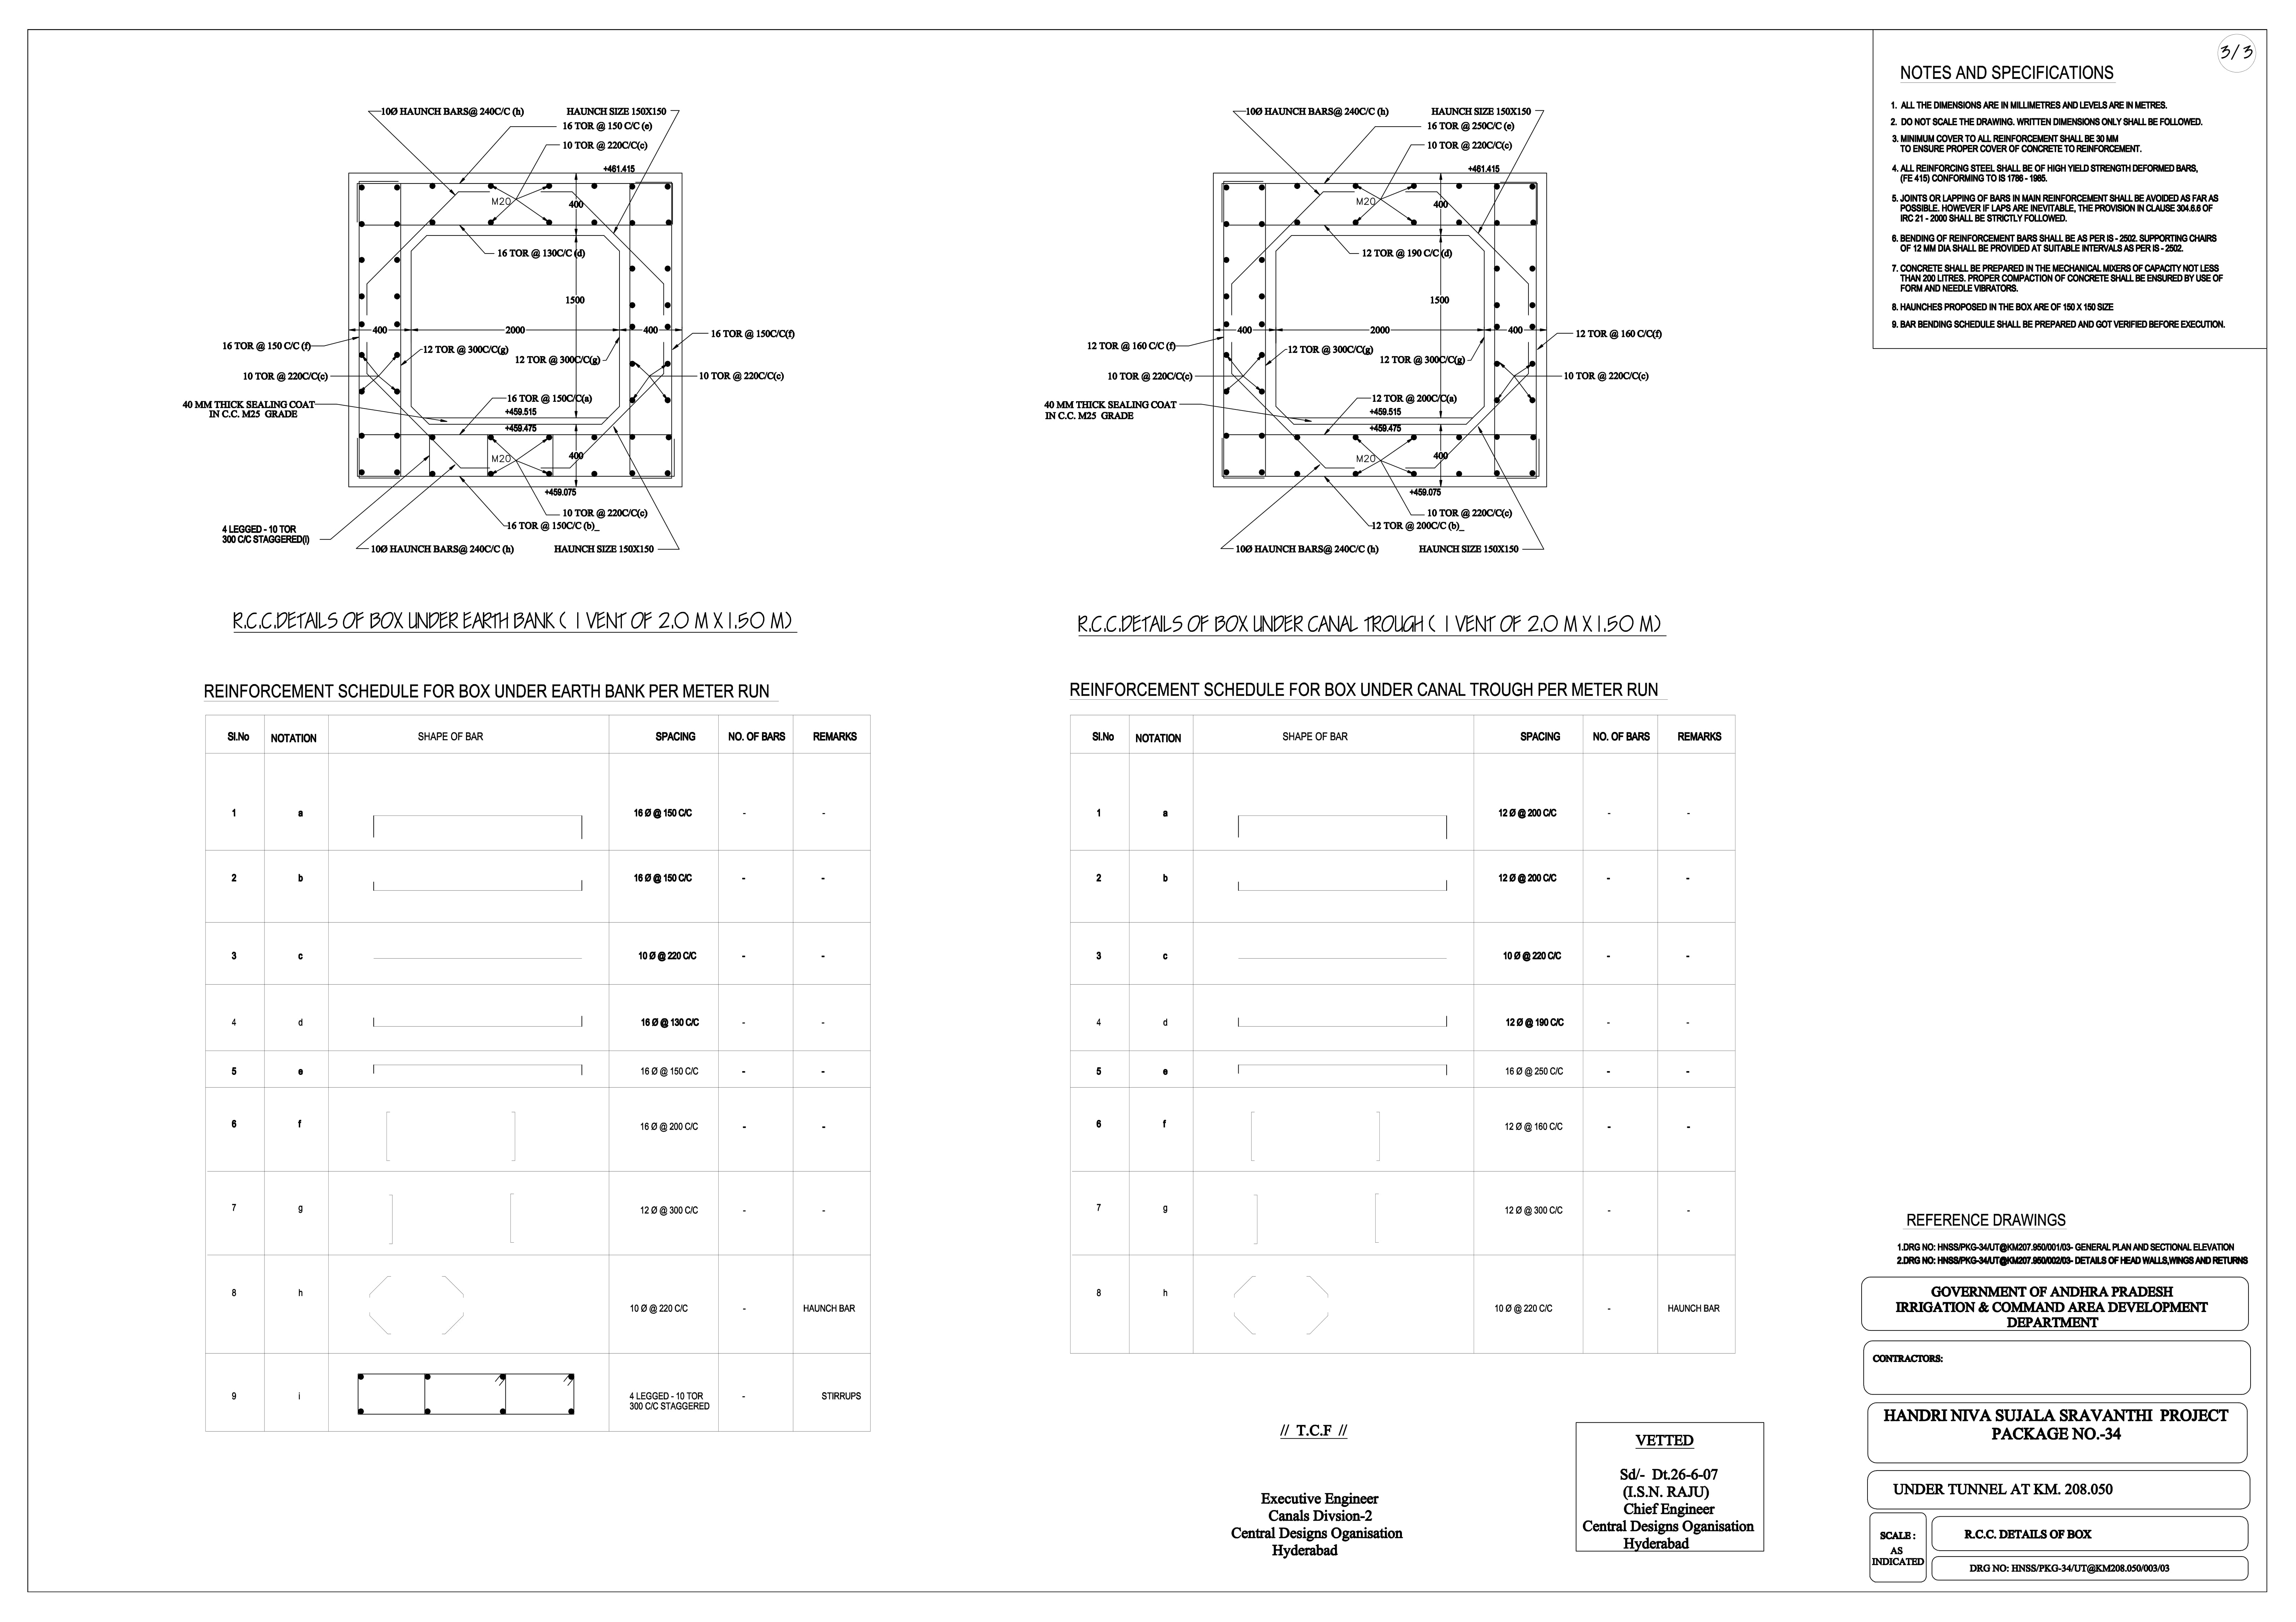 3/3
NOTES AND SPECIFICATIONS
1. ALL THE DIMENSIONS ARE IN MILLIMETRES AND LEVELS ARE IN METRES.
2. DO NOT SCALE THE DRAWING. WRITTEN DIMENSIONS ONLY SHALL BE FOLLOWED.
3. MINIMUM COVER TO ALL REINFORCEMENT SHALL BE 30 MM
TO ENSURE PROPER COVER OF CONCRETE TO REINFORCEMENT.
4. ALL REINFORCING STEEL SHALL BE OF HIGH YIELD STRENGTH DEFORMED BARS,
(FE 415) CONFORMING TO IS 1786 - 1985.
5. JOINTS OR LAPPING OF BARS IN MAIN REINFORCEMENT SHALL BE AVOIDED AS FAR AS
POSSIBLE. HOWEVER IF LAPS ARE INEVITABLE, THE PROVISION IN CLAUSE 304.6.6 OF
IRC 21 - 2000 SHALL BE STRICTLY FOLLOWED.
6. BENDING OF REINFORCEMENT BARS SHALL BE AS PER IS - 2502. SUPPORTING CHAIRS
OF 12 MM DIA SHALL BE PROVIDED AT SUITABLE INTERVALS AS PER IS - 2502.
7. CONCRETE SHALL BE PREPARED IN THE MECHANICAL MIXERS OF CAPACITY NOT LESS
THAN 200 LITRES. PROPER COMPACTION OF CONCRETE SHALL BE ENSURED BY USE OF
FORM AND NEEDLE VIBRATORS.
8. HAUNCHES PROPOSED IN THE BOX ARE OF 150 X 150 SIZE
9. BAR BENDING SCHEDULE SHALL BE PREPARED AND GOT VERIFIED BEFORE EXECUTION.
10Ø HAUNCH BARS@ 240C/C (h)
HAUNCH SIZE 150X150
16 TOR @ 150 C/C (e)
10 TOR @ 220C/C(c)
+461.415
M20
400
16 TOR @ 130C/C (d)
1500
400
2000
400
16 TOR @ 150C/C(f)
16 TOR @ 150 C/C (f)
12 TOR @ 300C/C(g)
12 TOR @ 300C/C(g)
10 TOR @ 220C/C(c)
10 TOR @ 220C/C(c)
16 TOR @ 150C/C(a)
40 MM THICK SEALING COAT
IN C.C. M25 GRADE
+459.515
+459.475
M20
400
+459.075
10 TOR @ 220C/C(c)
16 TOR @ 150C/C (b)_
4 LEGGED - 10 TOR
300 C/C STAGGERED(i)
10Ø HAUNCH BARS@ 240C/C (h)
HAUNCH SIZE 150X150
R.C.C.DETAILS OF BOX UNDER EARTH BANK ( 1 VENT OF 2.0 M X 1.50 M)
10Ø HAUNCH BARS@ 240C/C (h)
HAUNCH SIZE 150X150
16 TOR @ 250C/C (e)
10 TOR @ 220C/C(c)
+461.415
M20
400
12 TOR @ 190 C/C (d)
1500
400
2000
400
12 TOR @ 160 C/C(f)
12 TOR @ 160 C/C (f)
12 TOR @ 300C/C(g)
12 TOR @ 300C/C(g)
10 TOR @ 220C/C(c)
10 TOR @ 220C/C(c)
12 TOR @ 200C/C(a)
40 MM THICK SEALING COAT
IN C.C. M25 GRADE
+459.515
+459.475
M20
400
+459.075
10 TOR @ 220C/C(c)
12 TOR @ 200C/C (b)_
10Ø HAUNCH BARS@ 240C/C (h)
HAUNCH SIZE 150X150
R.C.C.DETAILS OF BOX UNDER CANAL TROUGH ( 1 VENT OF 2.0 M X 1.50 M)
REINFORCEMENT SCHEDULE FOR BOX UNDER EARTH BANK PER METER RUN
Sl.No NOTATION SHAPE OF BAR SPACING NO. OF BARS REMARKS
1 a 16 Ø @ 150 C/C - -
2 b 16 Ø @ 150 C/C - -
3 c 10 Ø @ 220 C/C - -
4 d 16 Ø @ 130 C/C - -
5 e 16 Ø @ 150 C/C - -
6 f 16 Ø @ 200 C/C - -
7 g 12 Ø @ 300 C/C - -
8 h 10 Ø @ 220 C/C - HAUNCH BAR
9 i 4 LEGGED - 10 TOR - STIRRUPS
300 C/C STAGGERED
REINFORCEMENT SCHEDULE FOR BOX UNDER CANAL TROUGH PER METER RUN
Sl.No NOTATION SHAPE OF BAR SPACING NO. OF BARS REMARKS
1 a 12 Ø @ 200 C/C - -
2 b 12 Ø @ 200 C/C - -
3 c 10 Ø @ 220 C/C - -
4 d 12 Ø @ 190 C/C - -
5 e 16 Ø @ 250 C/C - -
6 f 12 Ø @ 160 C/C - -
7 g 12 Ø @ 300 C/C - -
8 h 10 Ø @ 220 C/C - HAUNCH BAR
// T.C.F //
Executive Engineer
Canals Divsion-2
Central Designs Oganisation
Hyderabad
VETTED
Sd/- Dt.26-6-07
(I.S.N. RAJU)
Chief Engineer
Central Designs Oganisation
Hyderabad
REFERENCE DRAWINGS
1.DRG NO: HNSS/PKG-34/UT@KM207.950/001/03- GENERAL PLAN AND SECTIONAL ELEVATION
2.DRG NO: HNSS/PKG-34/UT@KM207.950/002/03- DETAILS OF HEAD WALLS,WINGS AND RETURNS
GOVERNMENT OF ANDHRA PRADESH
IRRIGATION & COMMAND AREA DEVELOPMENT
DEPARTMENT
CONTRACTORS:
HANDRI NIVA SUJALA SRAVANTHI PROJECT
PACKAGE NO.-34
UNDER TUNNEL AT KM. 208.050
SCALE :
AS
INDICATED
R.C.C. DETAILS OF BOX
DRG NO: HNSS/PKG-34/UT@KM208.050/003/03